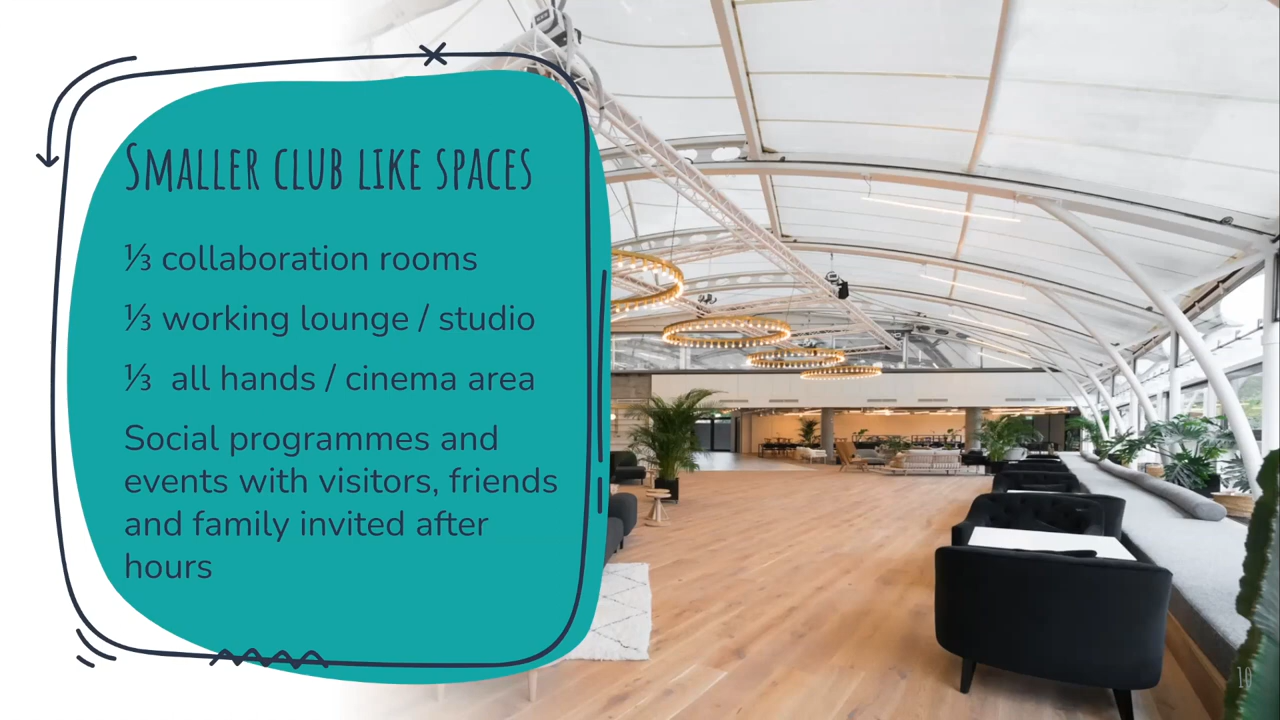 Smaller club like spaces
⅓ collaboration rooms
⅓ working lounge / studio
⅓ all hands / cinema area
Social programmes and
events with visitors, friends
and family invited after
hours
10